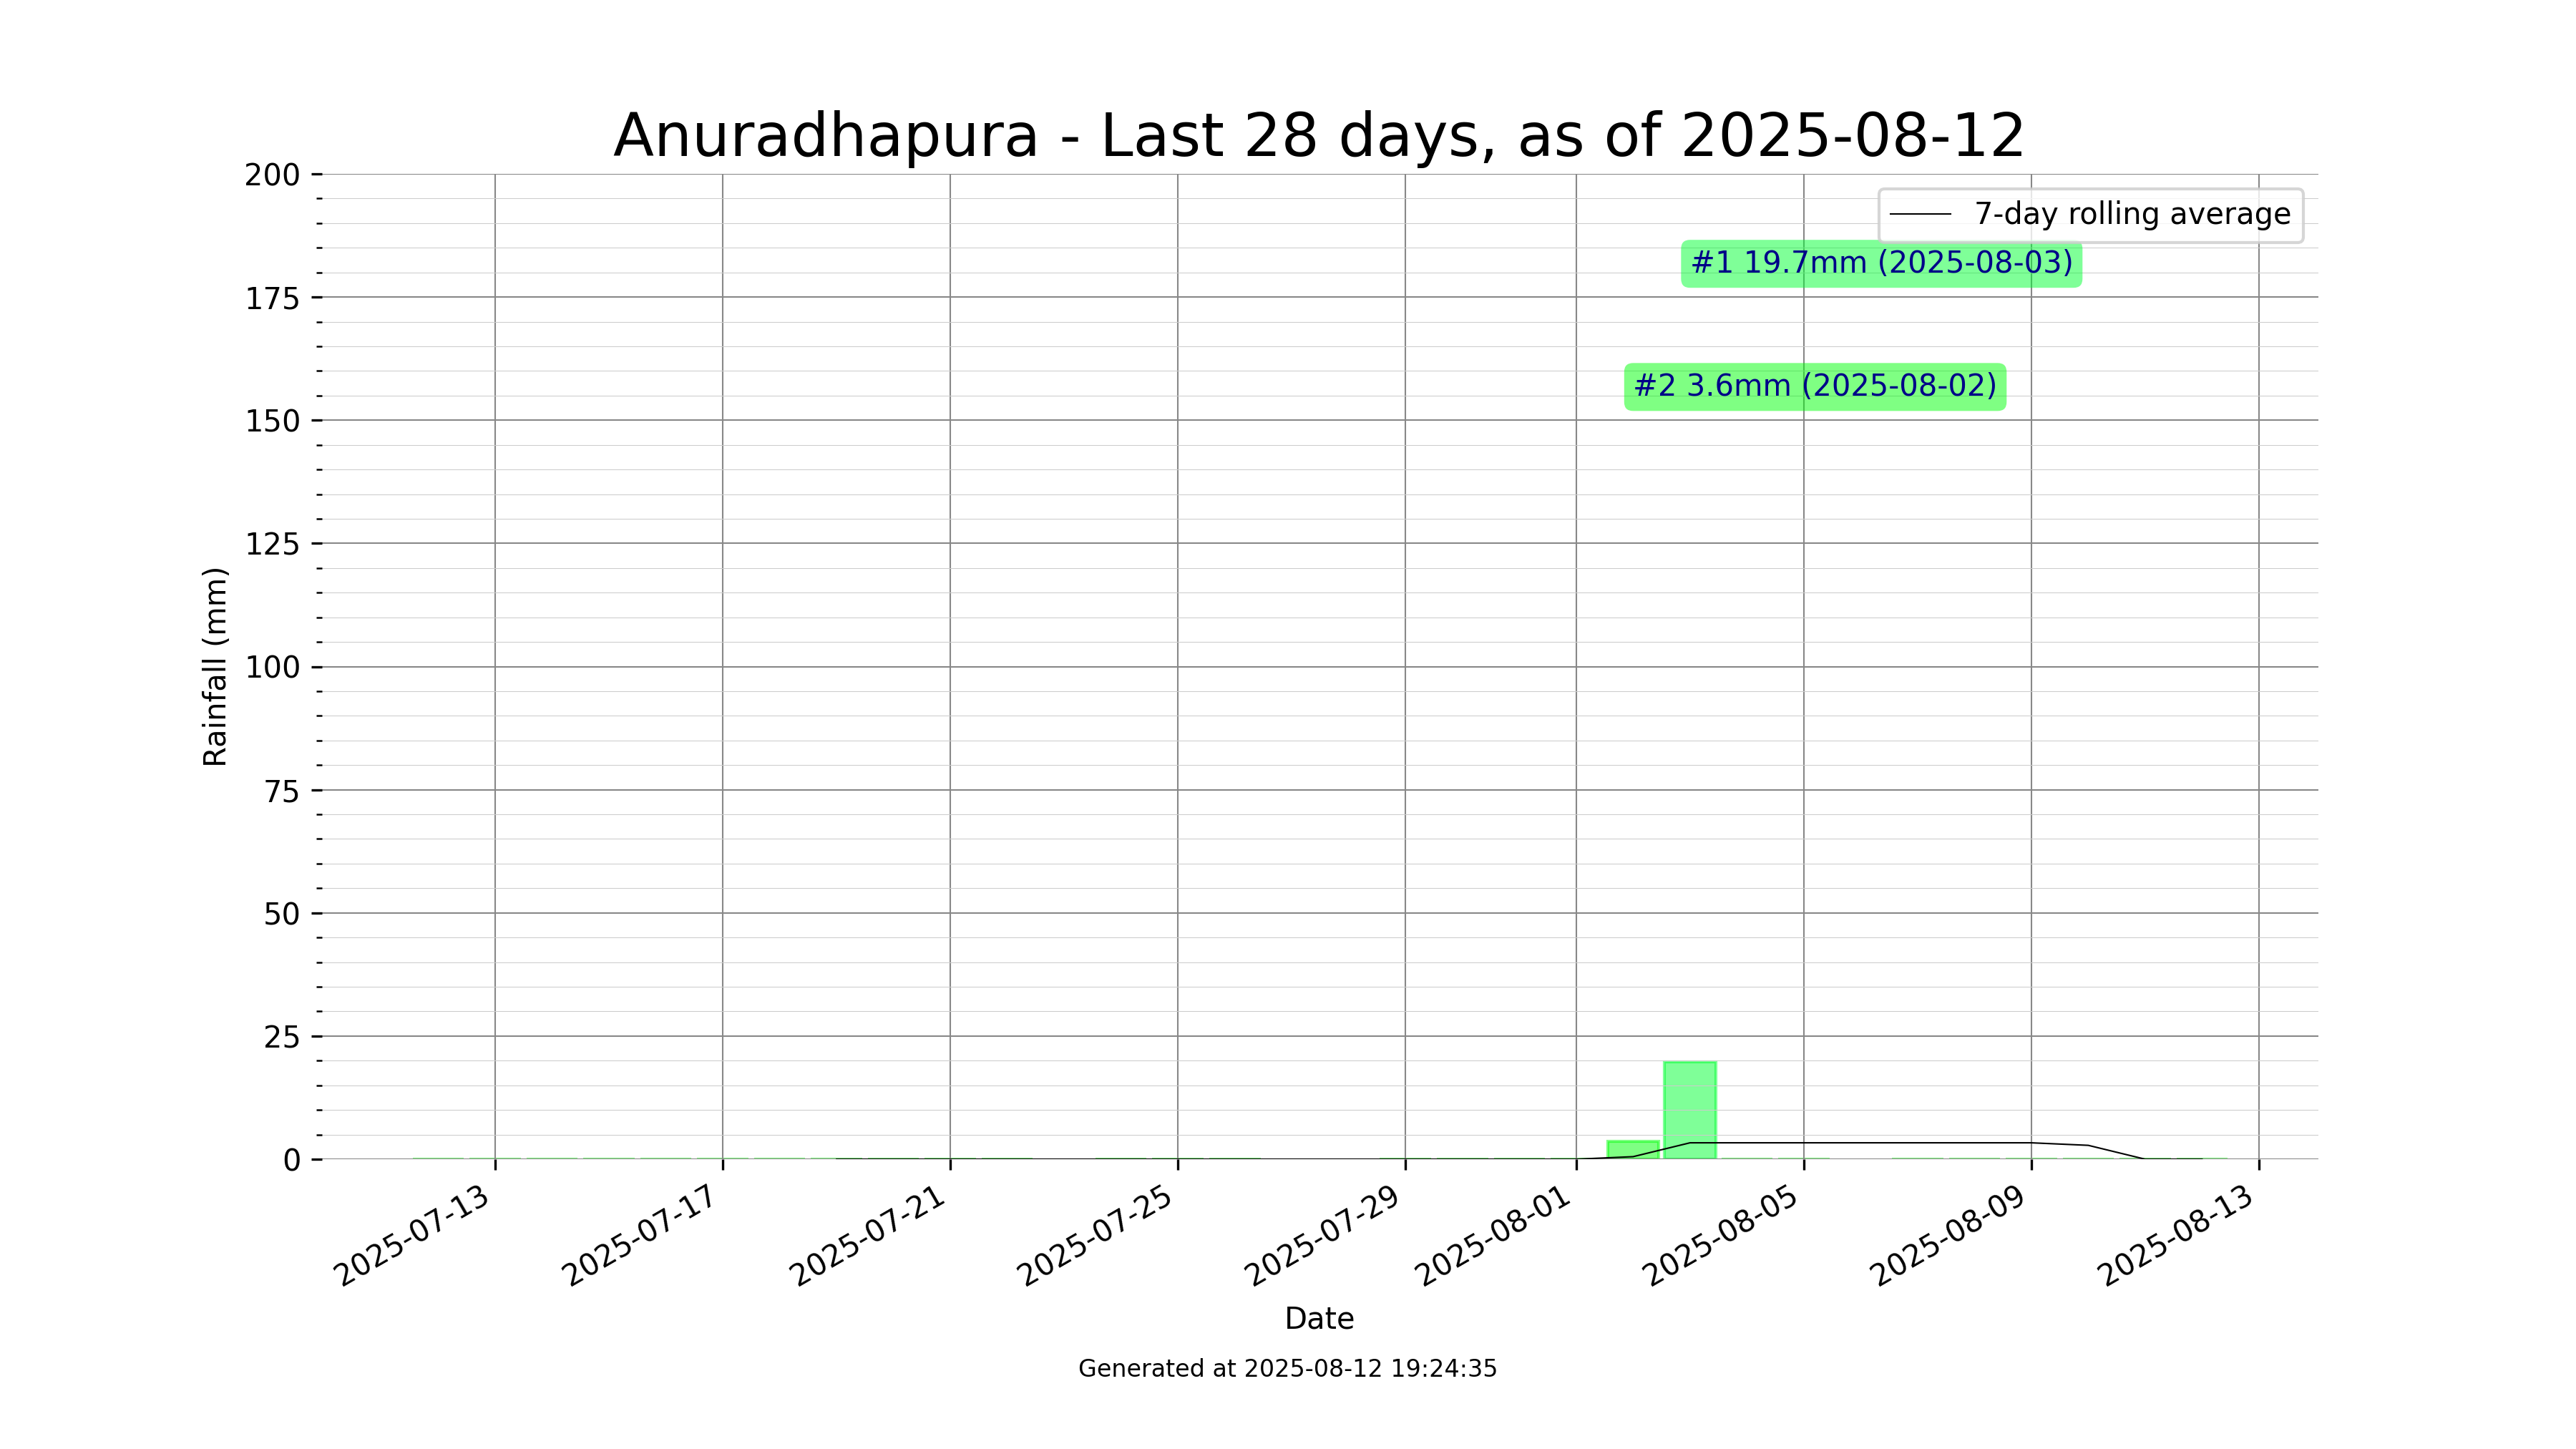 Anuradhapura - Last 28 days, as of 2025-08-12
200
175
150
125
100
75
50
25
0
Rainfall (mm)
7-day rolling average
#1 19.7mm (2025-08-03)
#2 3.6mm (2025-08-02)
2025-07-13
2025-07-17
2025-07-21
2025-07-25
2025-07-29
2025-08-01
2025-08-05
2025-08-09
2025-08-13
Date
Generated at 2025-08-12 19:24:35